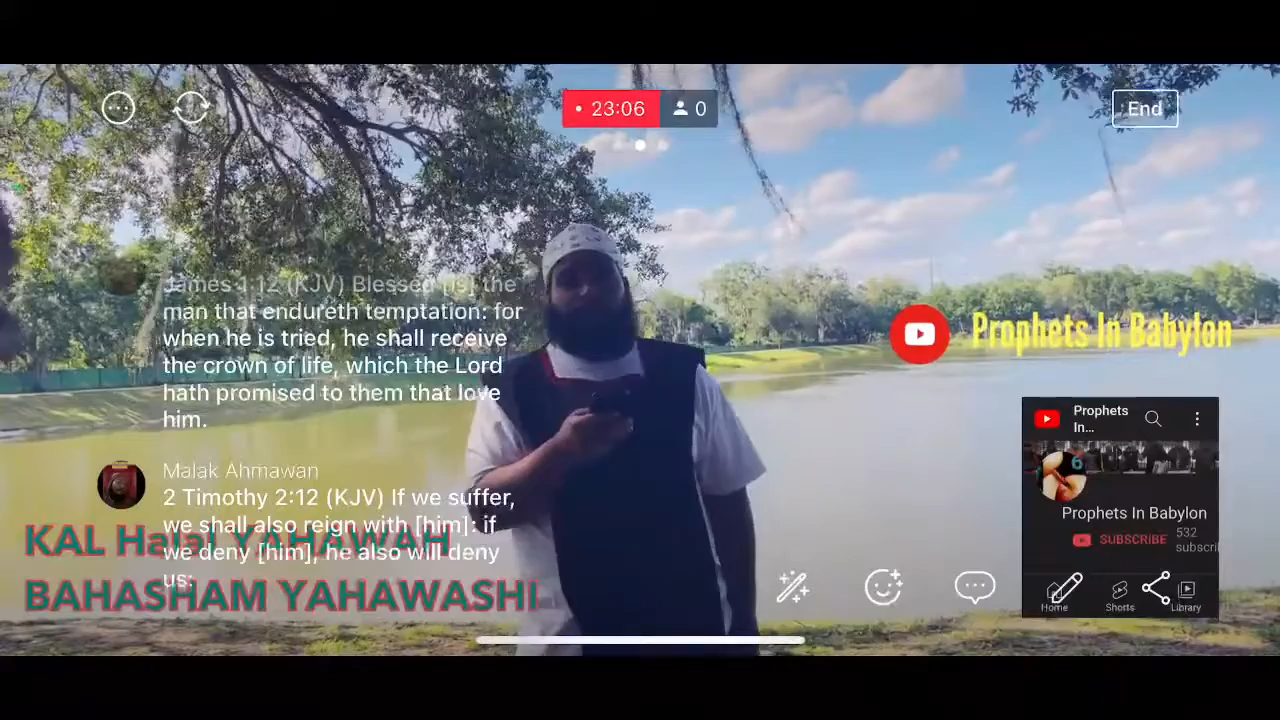 23:06
0
End
James 1:12 (KJV) Blessed [is] the
man that endureth temptation: for
when he is tried, he shall receive
the crown of life, which the Lord
hath promised to them that love
him.
Malak Ahmawan
2 Timothy 2:12 (KJV) If we suffer,
we shall also reign with [him]: if
we deny [him], he also will deny
us:
KAL Halal YAHAWAH
BAHASHAM YAHAWASHI
Prophets In Babylon
Prophets
In...
6
Prophets In Babylon
SUBSCRIBE
532
subscri
Home
Shorts
Library